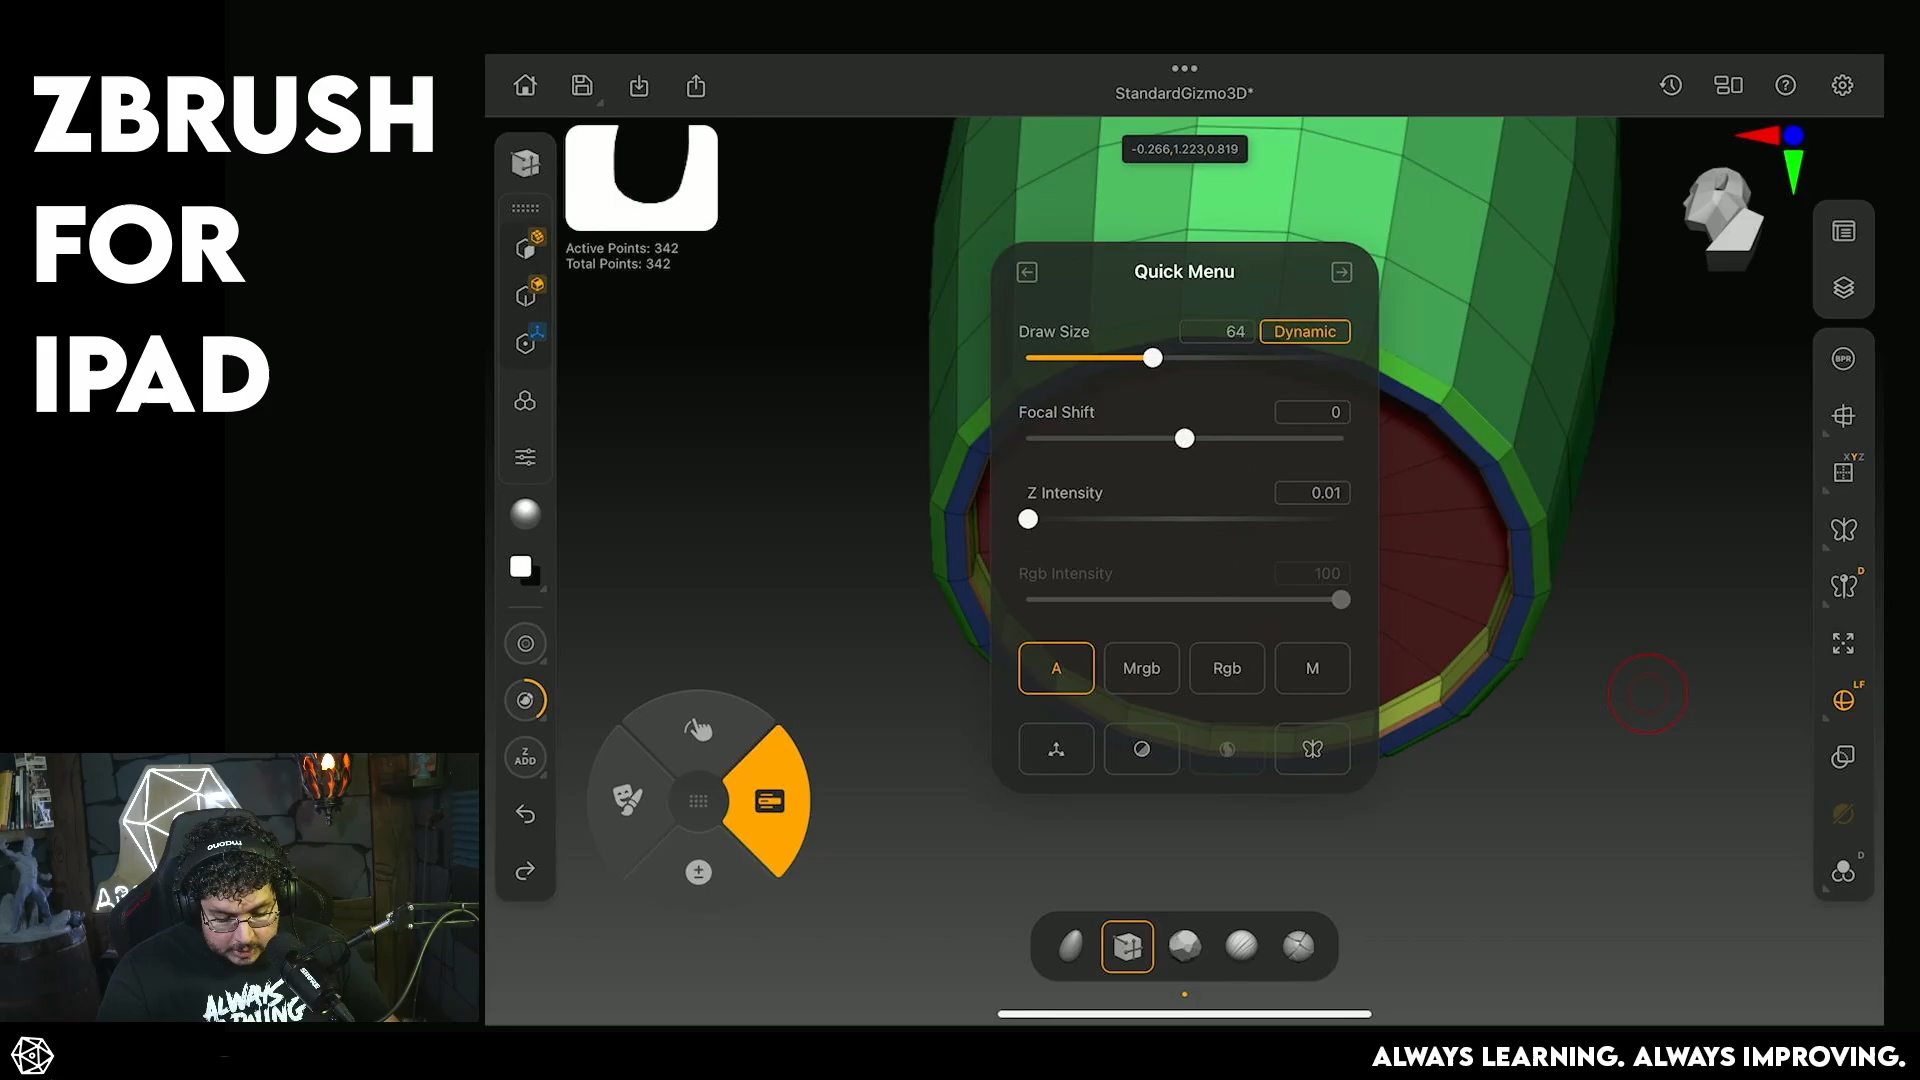 ZBRUSH
FOR
IPAD
StandardGizmo3D*
-0.266,1.223,0.819
Active Points: 342
Total Points: 342
Quick Menu
Draw Size 64 Dynamic
Focal Shift 0
Z Intensity 0.01
Rgb Intensity 100
A Mrgb Rgb M
Z
ADD
BPR
XYZ
D
LF
D
maono
ALWAYS
ALWAYS LEARNING. ALWAYS IMPROVING.